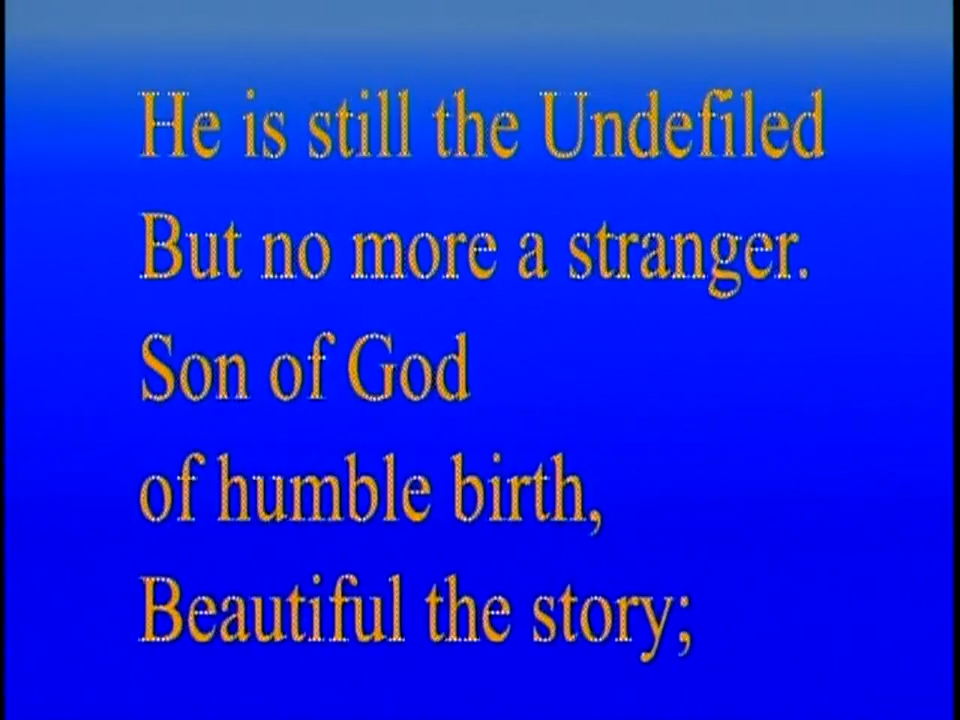 He is still the Undefiled
But no more a stranger.
Son of God
of humble birth,
Beautiful the story;